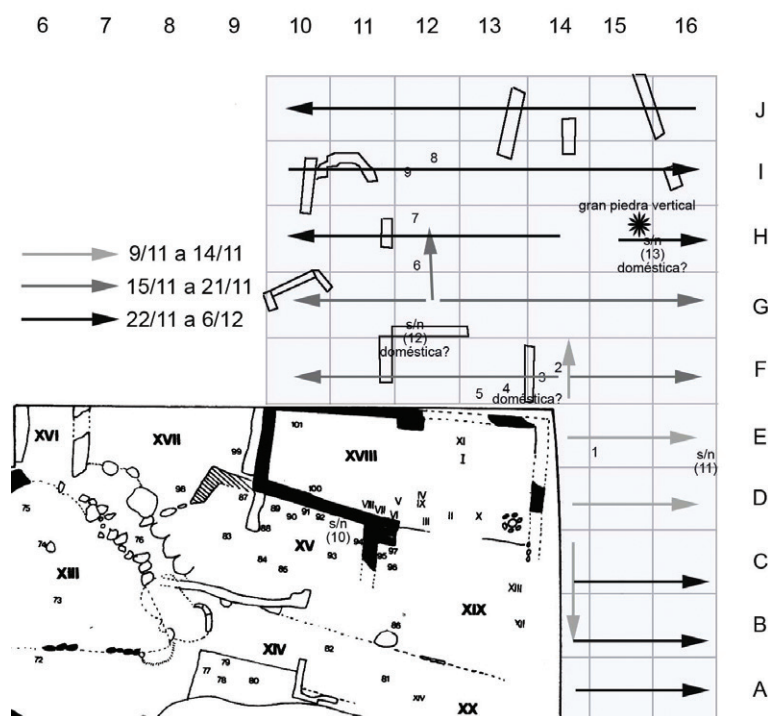 6 7 8 9 10 11 12 13 14 15 16
J
8
9
I
gran piedra vertical
7
H
s/n
(13)
doméstica?
9/11 a 14/11
6
15/11 a 21/11
G
22/11 a 6/12
s/n
(12)
doméstica?
2
F
3
4
5
doméstica?
XVI
XVII
101
XI
1
E
99
XVIII
I
s/n
(11)
100
75
98
87
IV
V
IX
VIII
VII
VI
III
II
X
D
89
90
91
92
88
s/n
(10)
76
83
XV
94
74
84
93
95
97
96
C
XIII
85
XIII
73
XIX
86
XII
B
72
XIV
82
79
77
78
80
81
XIV
XX
A